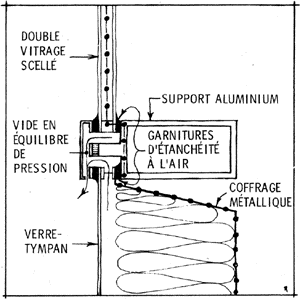 DOUBLE
VITRAGE
SCELLÉ
SUPPORT ALUMINIUM
VIDE EN
ÉQUILIBRE
DE
PRESSION
GARNITURES
D'ÉTANCHÉITÉ
À L'AIR
COFFRAGE
MÉTALLIQUE
VERRE-
TYMPAN